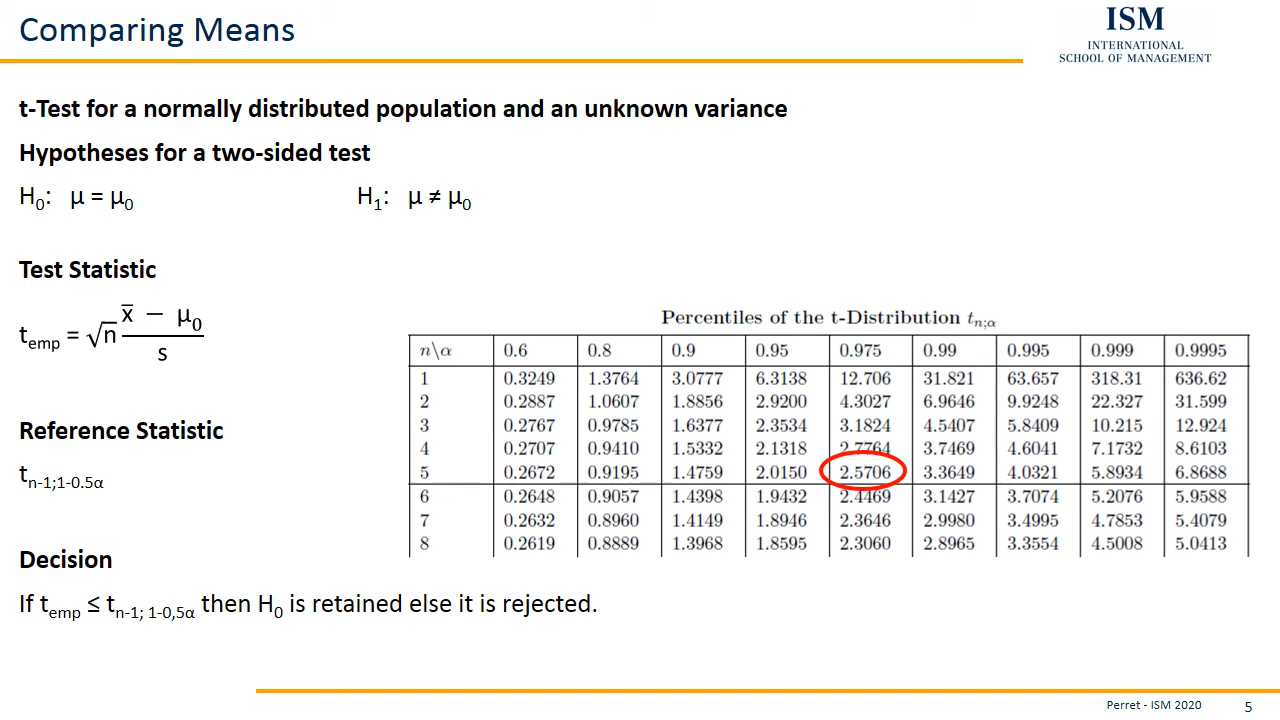 Comparing Means
ISM
INTERNATIONAL
SCHOOL OF MANAGEMENT
t-Test for a normally distributed population and an unknown variance
Hypotheses for a two-sided test
H₀: μ = μ₀ H₁: μ ≠ μ₀
Test Statistic
t_emp = √n (x̅ − μ₀)/s
Percentiles of the t-Distribution t_n;α
n\α 0.6 0.8 0.9 0.95 0.975 0.99 0.995 0.999 0.9995
1 0.3249 1.3764 3.0777 6.3138 12.706 31.821 63.657 318.31 636.62
2 0.2887 1.0607 1.8856 2.9200 4.3027 6.9646 9.9248 22.327 31.599
3 0.2767 0.9785 1.6377 2.3534 3.1824 4.5407 5.8409 10.215 12.924
4 0.2707 0.9410 1.5332 2.1318 2.7764 3.7469 4.6041 7.1732 8.6103
5 0.2672 0.9195 1.4759 2.0150 2.5706 3.3649 4.0321 5.8934 6.8688
6 0.2648 0.9057 1.4398 1.9432 2.4469 3.1427 3.7074 5.2076 5.9588
7 0.2632 0.8960 1.4149 1.8946 2.3646 2.9980 3.4995 4.7853 5.4079
8 0.2619 0.8889 1.3968 1.8595 2.3060 2.8965 3.3554 4.5008 5.0413
Reference Statistic
t_n-1;1-0.5α
Decision
If t_emp ≤ t_n-1; 1-0,5α then H₀ is retained else it is rejected.
Perret - ISM 2020 5